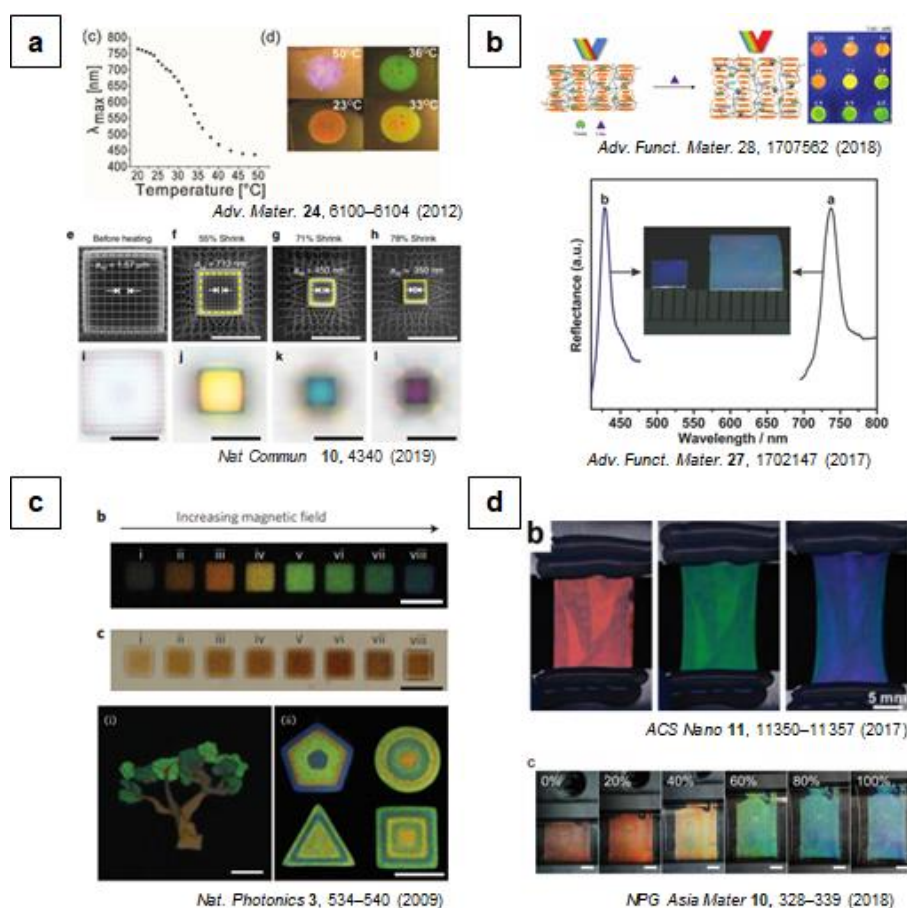 a
(c)
800
750
700
650
600
550
500
450
400
λmax [nm]
20 25 30 35 40 45 50
Temperature [°C]
(d)
50°C
36°C
23°C
33°C
Adv. Mater. 24, 6100–6104 (2012)
e Before heating
f 55% Shrink
g 71% Shrink
h 78% Shrink
i
j
k
l
Nat Commun 10, 4340 (2019)
b
Adv. Funct. Mater. 28, 1707562 (2018)
b
a
Reflectance (a.u.)
450 500 550 600 650 700 750 800
Wavelength / nm
Adv. Funct. Mater. 27, 1702147 (2017)
c
b
Increasing magnetic field
i ii iii iv v vi vii viii
c
i ii iii iv v vi vii viii
(i)
(ii)
Nat. Photonics 3, 534–540 (2009)
d
b
5 mm
ACS Nano 11, 11350–11357 (2017)
c
0% 20% 40% 60% 80% 100%
NPG Asia Mater 10, 328–339 (2018)